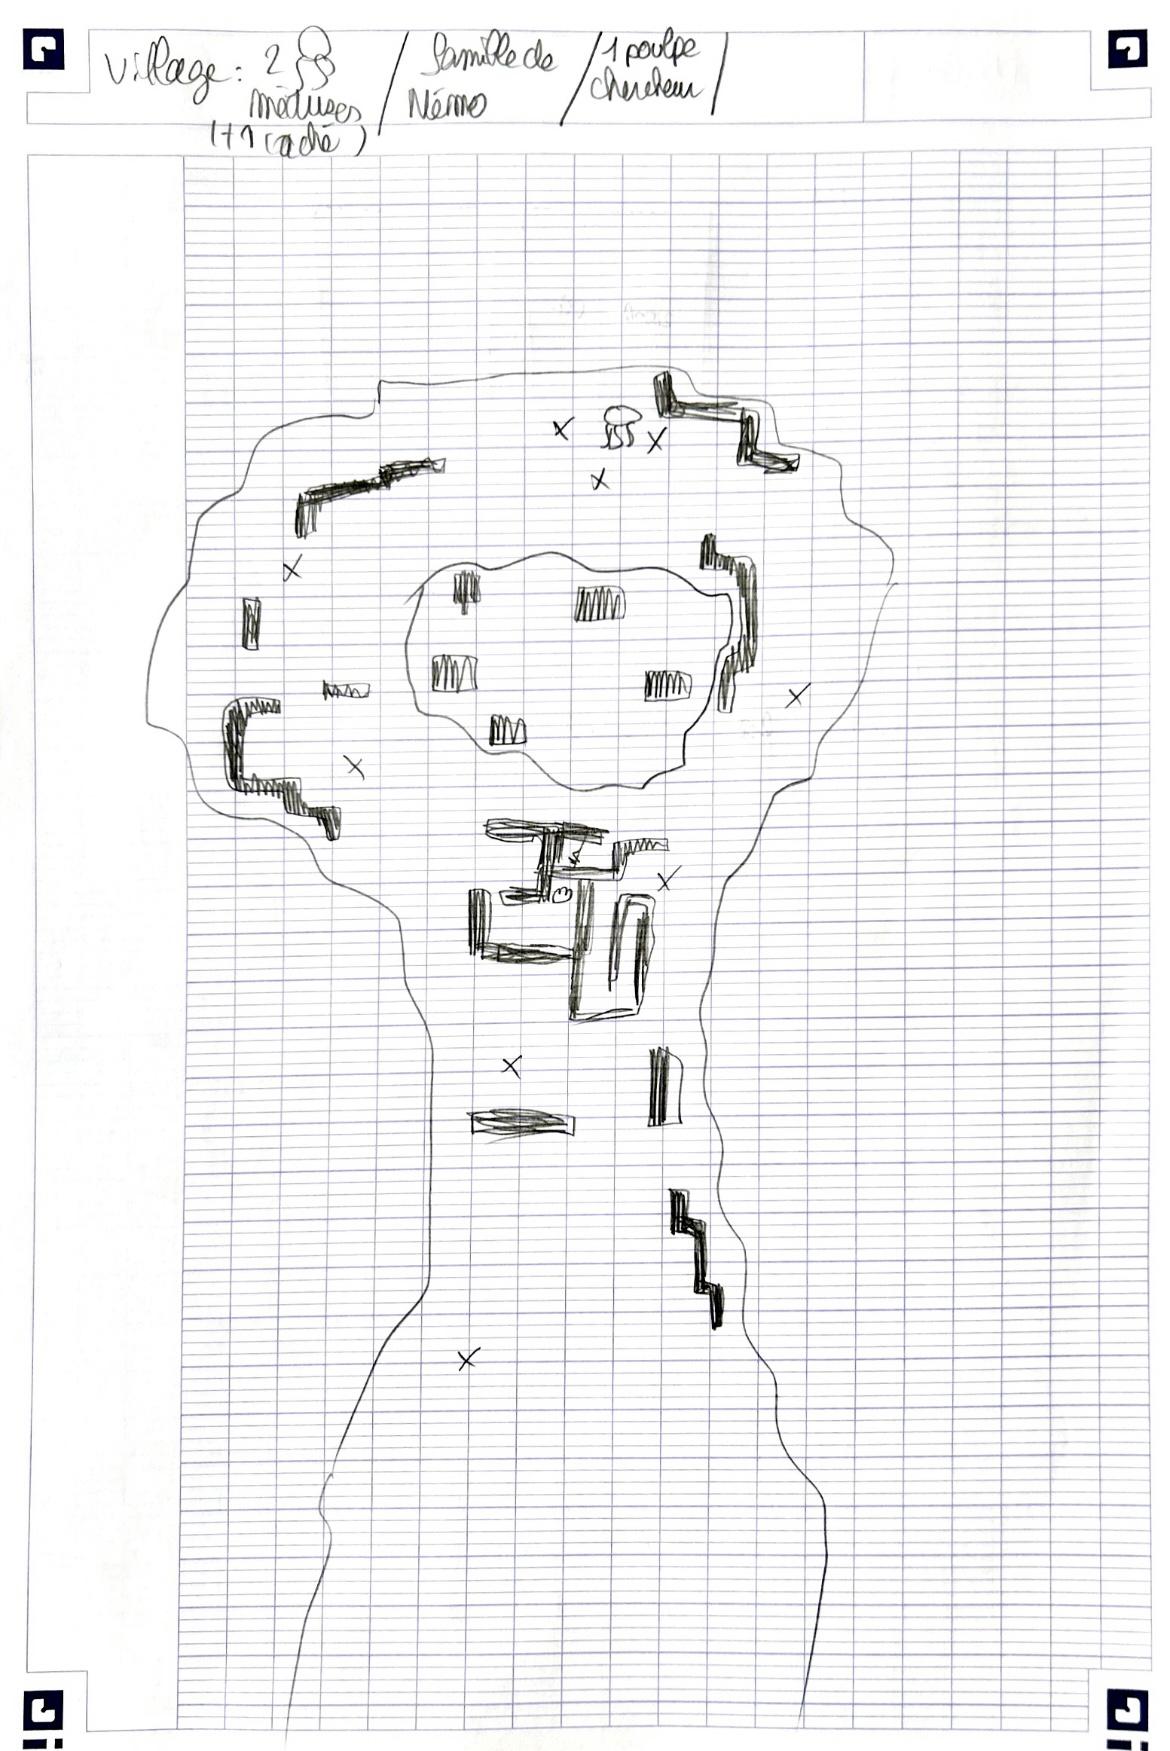 Village: 2
méduses
(+1 caché)
/ famille de
Némo
/ 1 poulpe
chercheur /